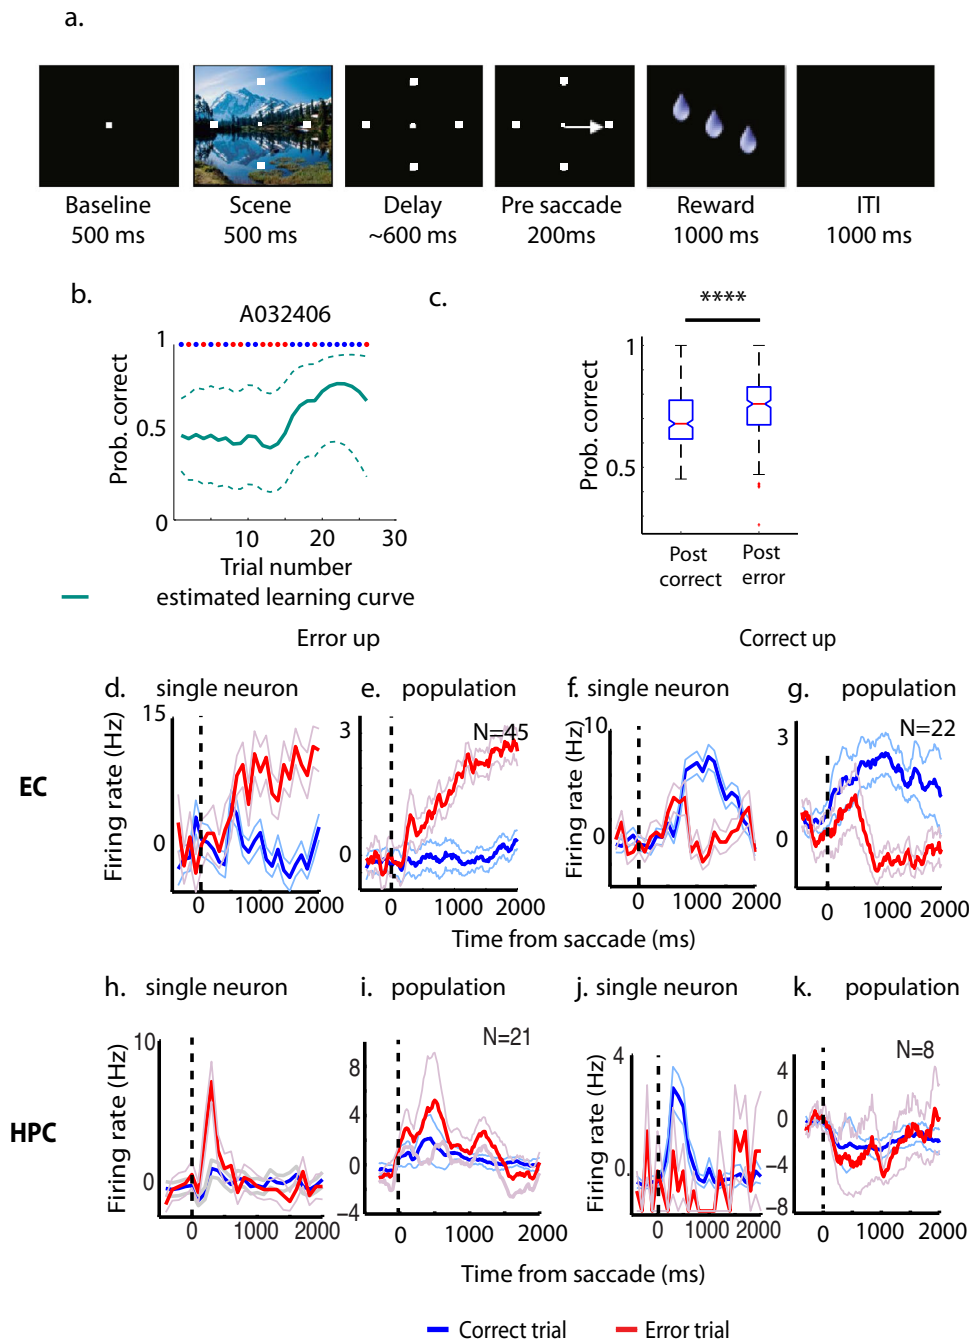 a.
Baseline Scene Delay Pre saccade Reward ITI
500 ms 500 ms ~600 ms 200ms 1000 ms 1000 ms
b.
A032406
1
0.5
0
Prob. correct
10 20 30
Trial number
estimated learning curve
c.
****
1
0.5
Prob. correct
Post correct
Post error
Error up
Correct up
EC
d. single neuron
15
0
Firing rate (Hz)
0 1000 2000
e. population
N=45
3
0
0 1000 2000
f. single neuron
10
0
Firing rate (Hz)
0 1000 2000
g. population
N=22
3
0
0 1000 2000
Time from saccade (ms)
HPC
h. single neuron
10
0
Firing rate (Hz)
0 1000 2000
i. population
N=21
8
4
0
−4
0 1000 2000
j. single neuron
4
0
Firing rate (Hz)
0 1000 2000
k. population
N=8
4
0
−4
−8
0 1000 2000
Time from saccade (ms)
Correct trial Error trial